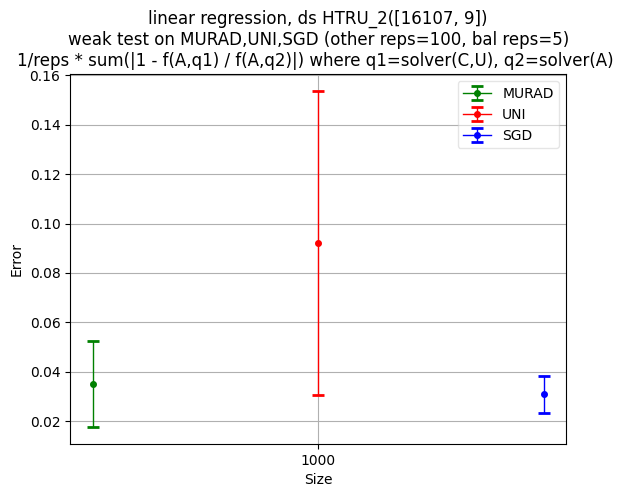 linear regression, ds HTRU_2([16107, 9])
weak test on MURAD,UNI,SGD (other reps=100, bal reps=5)
1/reps * sum(|1 - f(A,q1) / f(A,q2)|) where q1=solver(C,U), q2=solver(A)
0.16
0.14
0.12
0.10
0.08
0.06
0.04
0.02
Error
MURAD
UNI
SGD
1000
Size